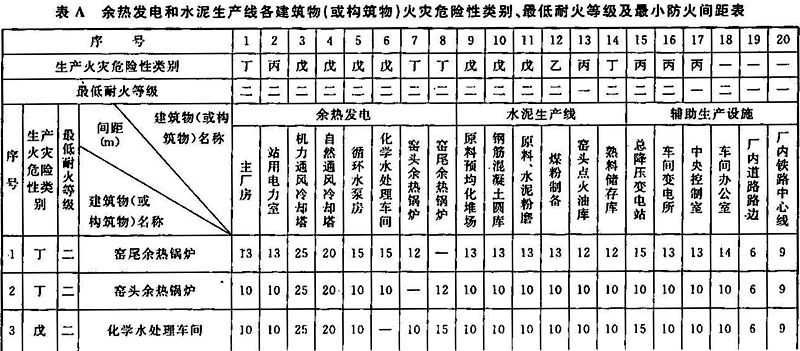 表 A 余热发电和水泥生产线各建筑物(或构筑物)火灾危险性类别、最低耐火等级及最小防火间距表
序 号 1 2 3 4 5 6 7 8 9 10 11 12 13 14 15 16 17 18 19 20
生产火灾危险性类别 丁 丙 戊 戊 戊 戊 丁 丁 戊 戊 戊 乙 丙 丁 丙 丙 丙 — — —
最低耐火等级 二 二 二 二 二 二 二 二 二 二 二 二 一 二 二 二 二 二 — —
序号 生产火灾危险性类别 最低耐火等级 间距(m) 建筑物(或构筑物)名称 建筑物(或构筑物)名称 余热发电 水泥生产线 辅助生产设施
主厂房 站用电力室 机力通风冷却塔 自然通风冷却塔 循环水泵房 化学水处理车间 窑头余热锅炉 窑尾余热锅炉 原料预均化堆场 钢筋混凝土圆库 原料、水泥粉磨 煤粉制备 窑头点火油库 熟料储存库 总降压变电站 车间变电所 中央控制室 车间办公室 厂内道路路边 厂内铁路中心线
1 丁 二 窑尾余热锅炉 13 13 25 20 15 15 12 — 13 13 13 13 12 12 15 13 13 14 6 9
2 丁 二 窑头余热锅炉 10 10 25 20 10 10 — 12 10 10 10 10 10 10 15 10 10 10 6 9
3 戊 二 化学水处理车间 10 10 25 20 10 — 10 15 10 10 10 10 10 10 15 10 10 10 6 9